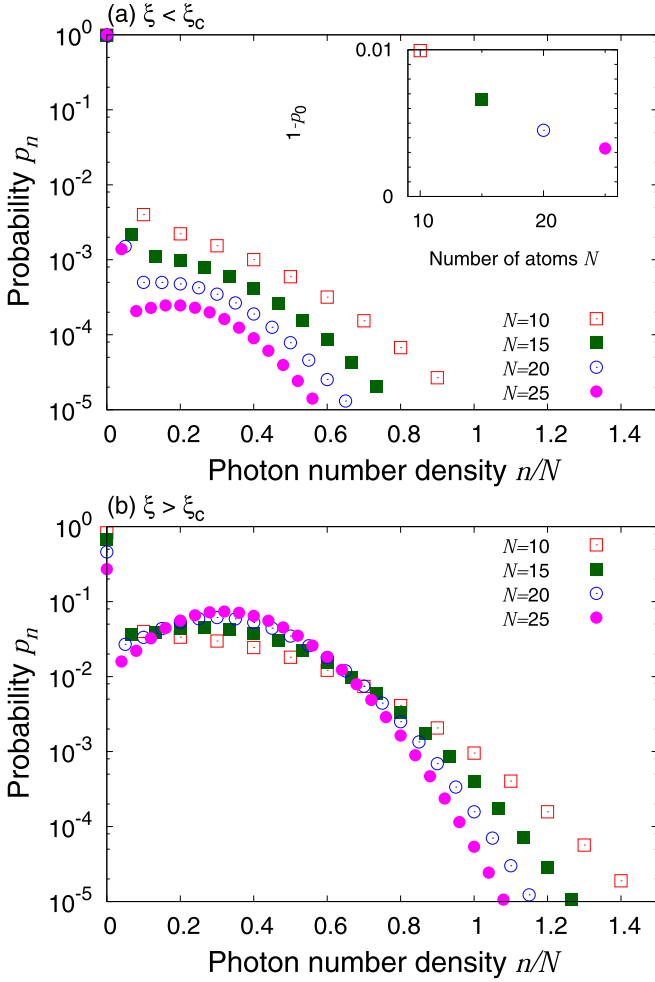 (a) ξ < ξc
10^0
10^-1
10^-2
10^-3
10^-4
10^-5
Probability pn
0 0.2 0.4 0.6 0.8 1 1.2 1.4
Photon number density n/N
1-p0
0.01
0
10 20
Number of atoms N
N=10
N=15
N=20
N=25
(b) ξ > ξc
10^0
10^-1
10^-2
10^-3
10^-4
10^-5
Probability pn
N=10
N=15
N=20
N=25
0 0.2 0.4 0.6 0.8 1 1.2 1.4
Photon number density n/N